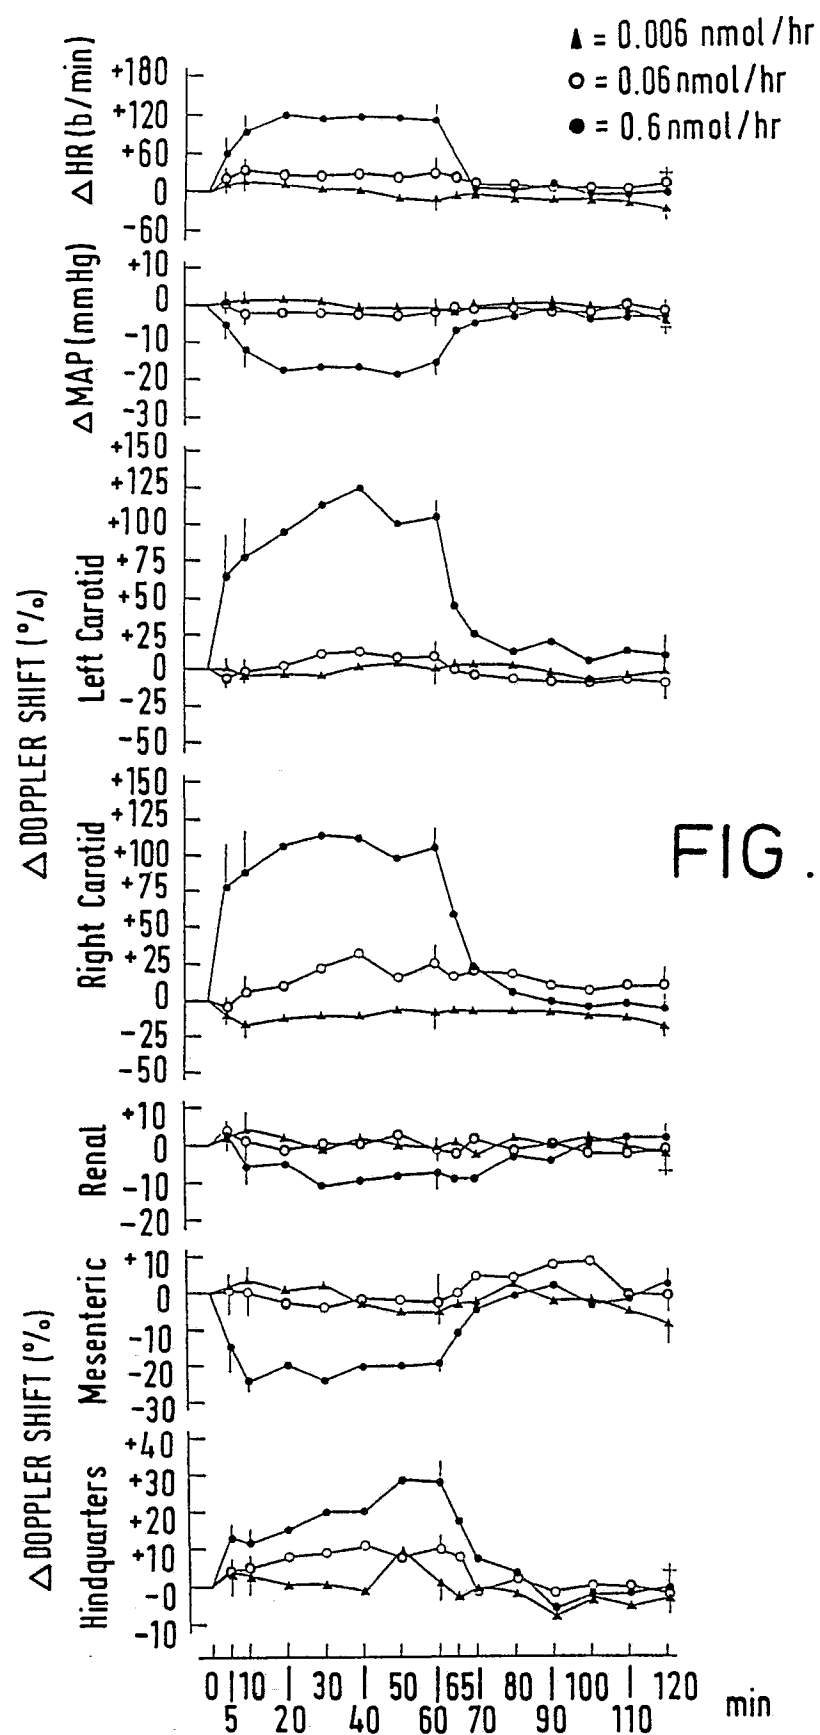 ▲ = 0.006 nmol/hr
○ = 0.06 nmol/hr
● = 0.6 nmol/hr
△HR (b/min)
+180
+120
+60
0
-60
△MAP (mmHg)
+10
0
-10
-20
-30
△DOPPLER SHIFT (%)
Left Carotid
+150
+125
+100
+75
+50
+25
0
-25
-50
Right Carotid
+150
+125
+100
+75
+50
+25
0
-25
-50
FIG.
Renal
+10
0
-10
-20
△DOPPLER SHIFT (%)
Mesenteric
+10
0
-10
-20
-30
Hindquarters
+40
+30
+20
+10
-0
-10
0 10 30 50 65 80 100 120 min
5 20 40 60 70 90 110